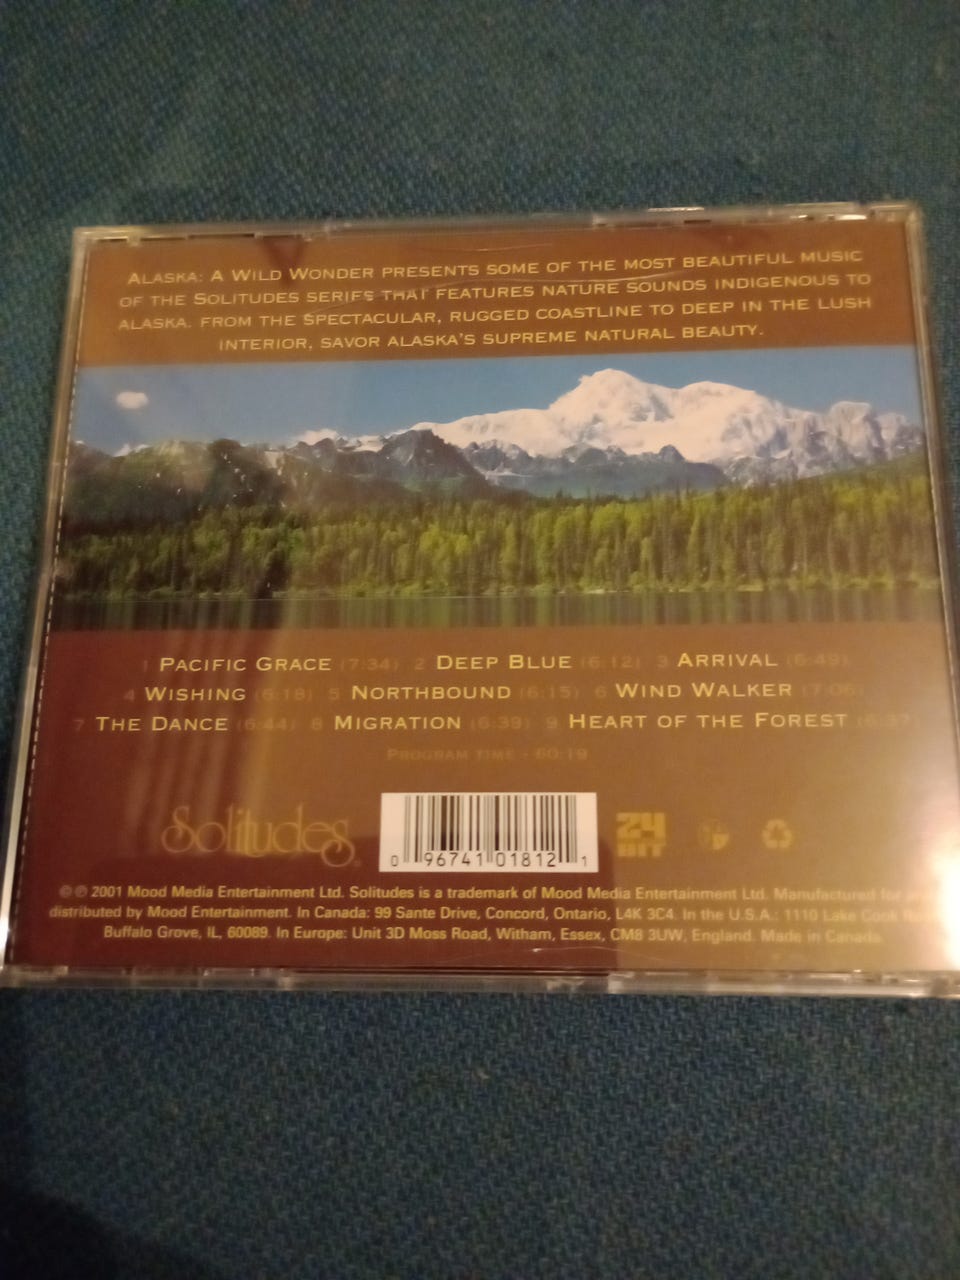 ALASKA: A WILD WONDER PRESENTS SOME OF THE MOST BEAUTIFUL MUSIC
OF THE SOLITUDES SERIES THAT FEATURES NATURE SOUNDS INDIGENOUS TO
ALASKA. FROM THE SPECTACULAR, RUGGED COASTLINE TO DEEP IN THE LUSH
INTERIOR, SAVOR ALASKA'S SUPREME NATURAL BEAUTY.
1 PACIFIC GRACE (7:34) 2 DEEP BLUE (6:12) 3 ARRIVAL (6:49)
4 WISHING (6:18) 5 NORTHBOUND (6:15) 6 WIND WALKER (7:06)
7 THE DANCE (6:44) 8 MIGRATION (6:39) 9 HEART OF THE FOREST (6:37
PROGRAM TIME - 60:19
Solitudes
0 96741 01812 1
24 BIT
© ℗ 2001 Mood Media Entertainment Ltd. Solitudes is a trademark of Mood Media Entertainment Ltd. Manufactured for
distributed by Mood Entertainment. In Canada: 99 Sante Drive, Concord, Ontario, L4K 3C4. In the U.S.A.: 1110 Lake Cook
Buffalo Grove, IL, 60089. In Europe: Unit 3D Moss Road, Witham, Essex, CM8 3UW, England. Made in Canada.